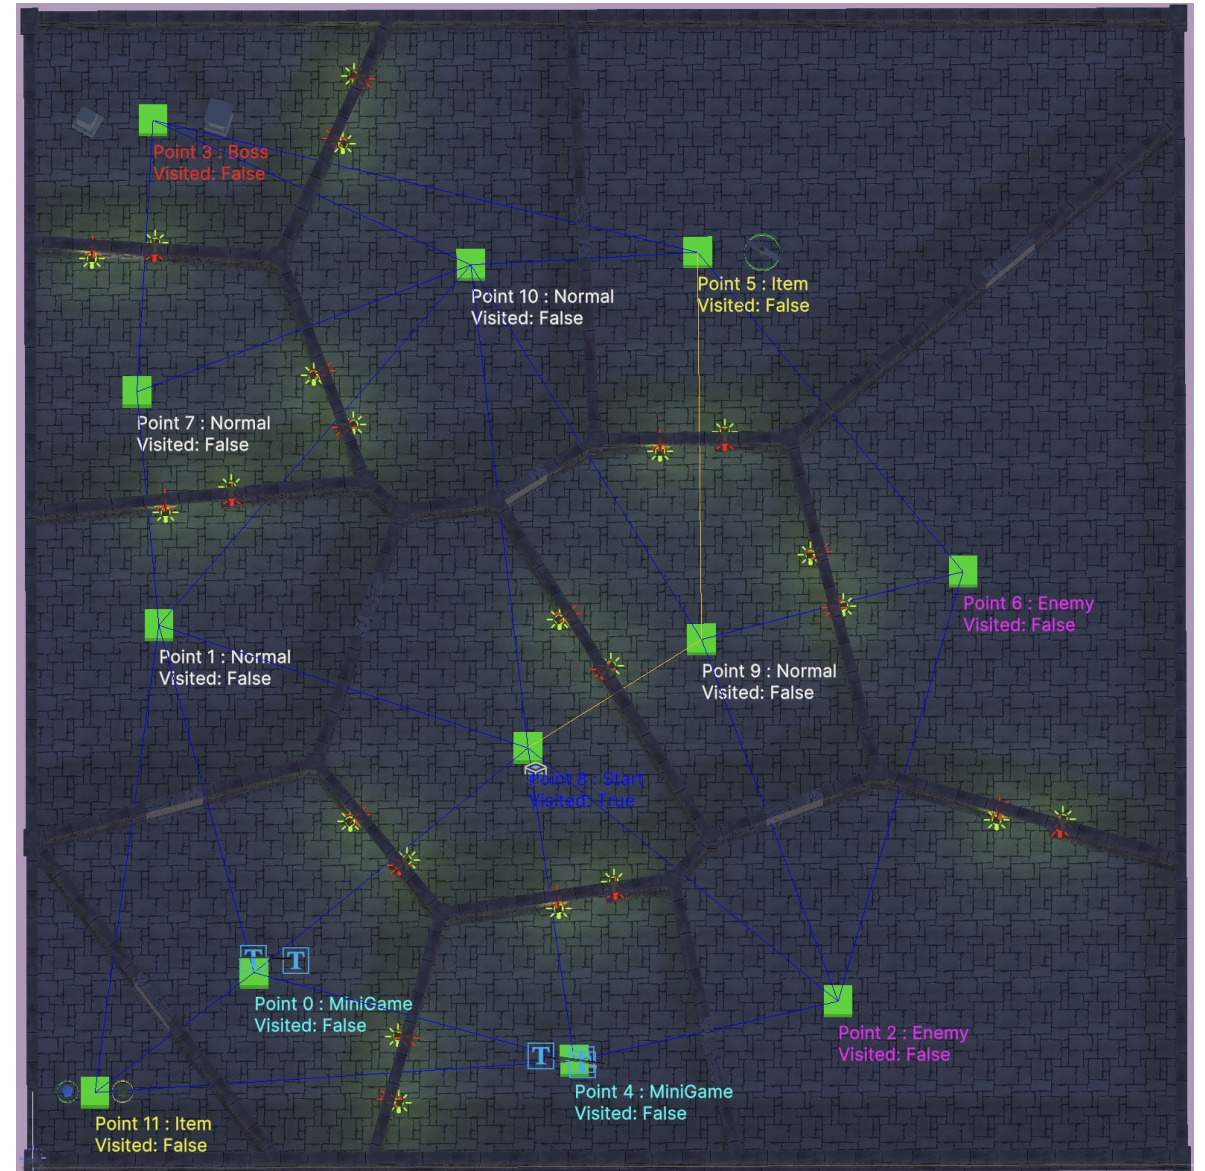 Point 3 : Boss
Visited: False
Point 5 : Item
Visited: False
Point 10 : Normal
Visited: False
Point 7 : Normal
Visited: False
Point 6 : Enemy
Visited: False
Point 1 : Normal
Visited: False
Point 9 : Normal
Visited: False
Point 8 : Start
Visited: True
T
T
Point 0 : MiniGame
Visited: False
Point 2 : Enemy
Visited: False
T
T
Point 4 : MiniGame
Visited: False
Point 11 : Item
Visited: False